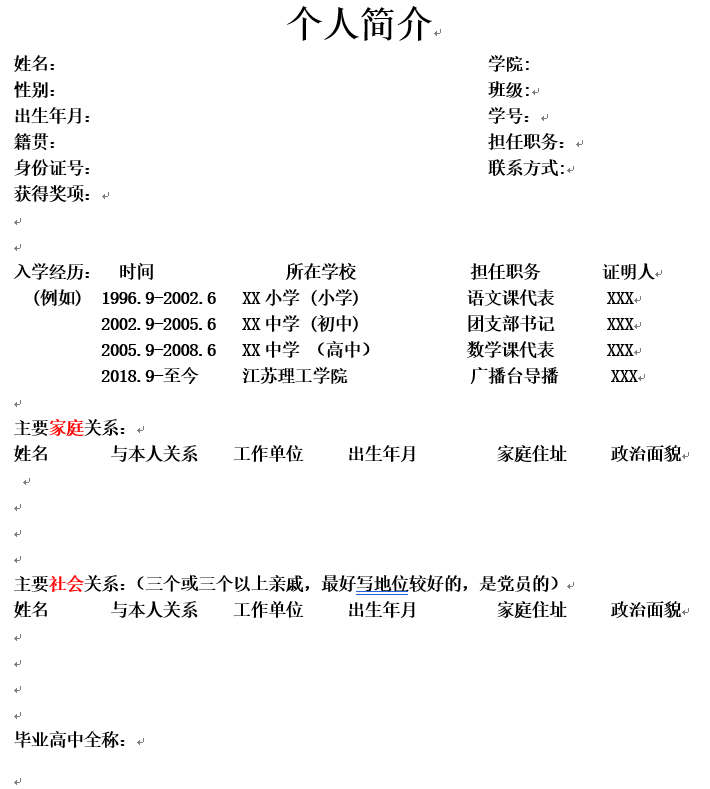 个人简介
姓名： 学院：
性别： 班级：
出生年月： 学号：
籍贯： 担任职务：
身份证号： 联系方式：
获得奖项：
入学经历： 时间 所在学校 担任职务 证明人
(例如) 1996.9-2002.6 XX 小学 (小学) 语文课代表 XXX
2002.9-2005.6 XX 中学 (初中) 团支部书记 XXX
2005.9-2008.6 XX 中学 （高中） 数学课代表 XXX
2018.9-至今 江苏理工学院 广播台导播 XXX
主要家庭关系：
姓名 与本人关系 工作单位 出生年月 家庭住址 政治面貌
主要社会关系：（三个或三个以上亲戚，最好写地位较好的，是党员的）
姓名 与本人关系 工作单位 出生年月 家庭住址 政治面貌
毕业高中全称：